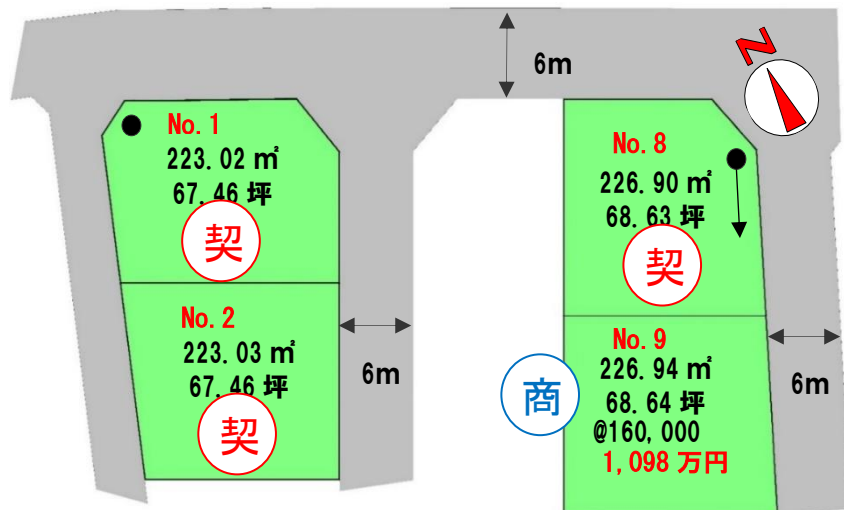 6m
N
No. 1
223.02 ㎡
67.46 坪
契
No. 2
223.03 ㎡
67.46 坪
契
6m
No. 8
226.90 ㎡
68.63 坪
契
No. 9
226.94 ㎡
68.64 坪
@160,000
1,098 万円
商
6m